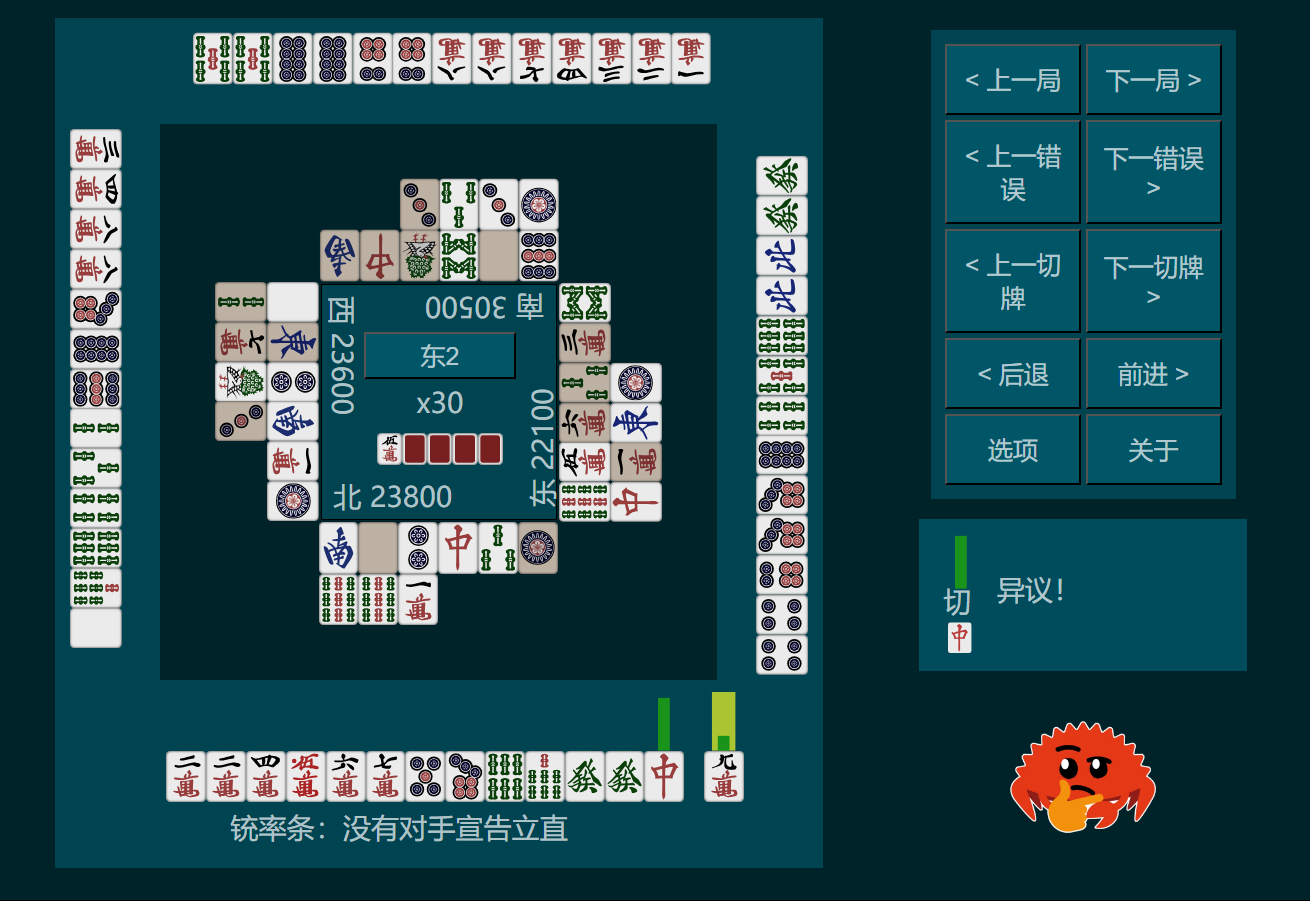 < 上一局
下一局 >
< 上一错
误
下一错误
>
< 上一切
牌
下一切牌
>
< 后退
前进 >
选项
关于
南 30500
西 23600
东2
x30
东 22100
北 23800
切
异议！
铳率条：没有对手宣告立直